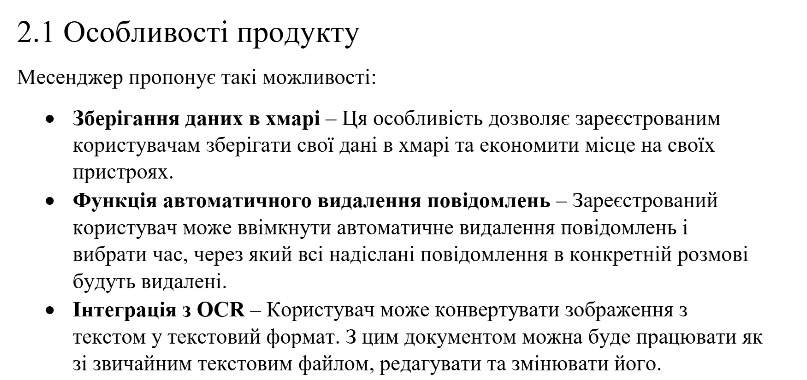 2.1 Особливості продукту
Месенджер пропонує такі можливості:
• Зберігання даних в хмарі – Ця особливість дозволяє зареєстрованим
користувачам зберігати свої дані в хмарі та економити місце на своїх
пристроях.
• Функція автоматичного видалення повідомлень – Зареєстрований
користувач може ввімкнути автоматичне видалення повідомлень і
вибрати час, через який всі надіслані повідомлення в конкретній розмові
будуть видалені.
• Інтеграція з OCR – Користувач може конвертувати зображення з
текстом у текстовий формат. З цим документом можна буде працювати як
зі звичайним текстовим файлом, редагувати та змінювати його.